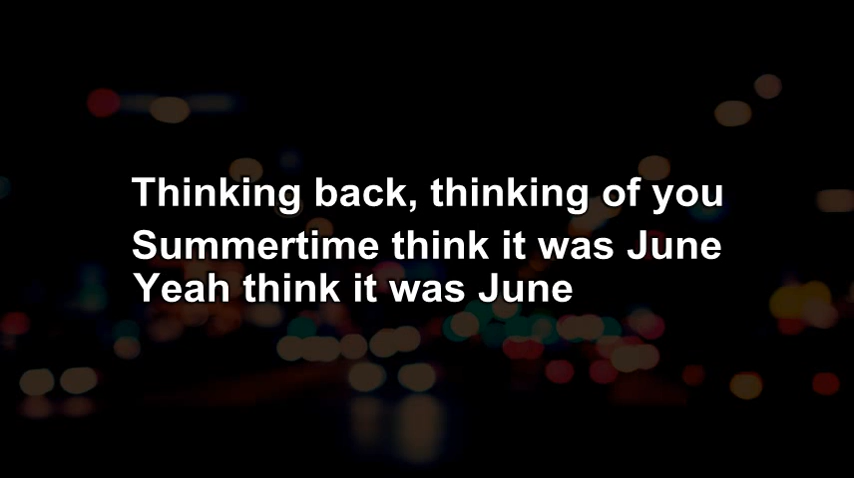 Thinking back, thinking of you
Summertime think it was June
Yeah think it was June